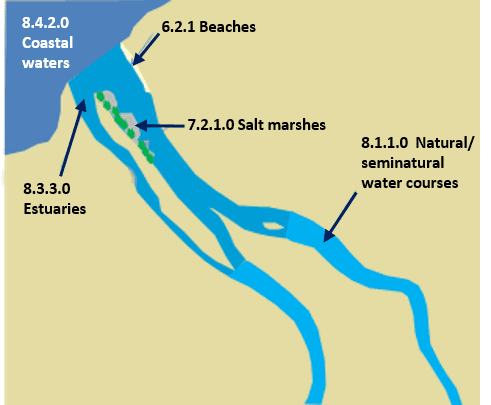 8.4.2.0
Coastal
waters
6.2.1 Beaches
7.2.1.0 Salt marshes
8.1.1.0 Natural/
seminatural
water courses
8.3.3.0
Estuaries